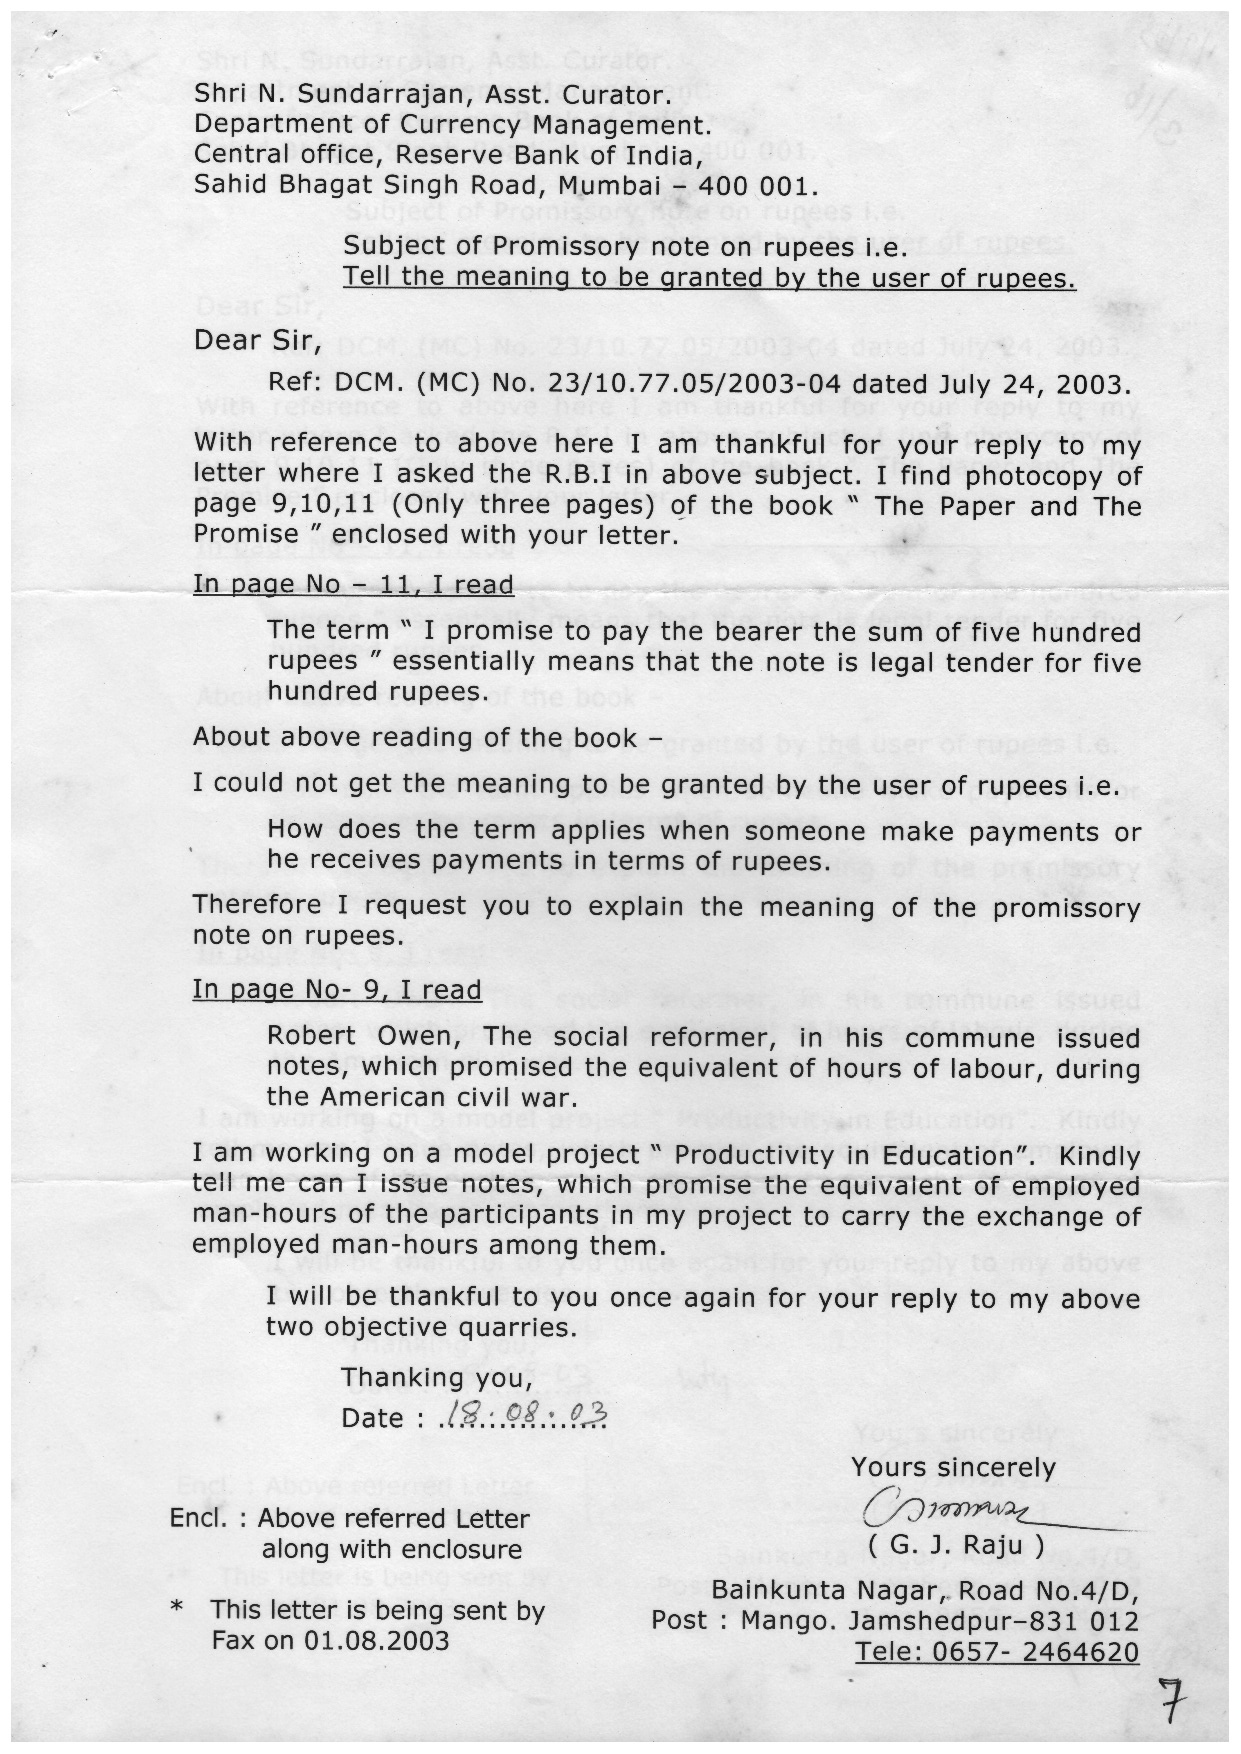 Shri N. Sundarrajan, Asst. Curator.
Department of Currency Management.
Central office, Reserve Bank of India,
Sahid Bhagat Singh Road, Mumbai – 400 001.
Subject of Promissory note on rupees i.e.
Tell the meaning to be granted by the user of rupees.
Dear Sir,
Ref: DCM. (MC) No. 23/10.77.05/2003-04 dated July 24, 2003.
With reference to above here I am thankful for your reply to my
letter where I asked the R.B.I in above subject. I find photocopy of
page 9,10,11 (Only three pages) of the book “ The Paper and The
Promise ” enclosed with your letter.
In page No – 11, I read
The term “ I promise to pay the bearer the sum of five hundred
rupees ” essentially means that the note is legal tender for five
hundred rupees.
About above reading of the book –
I could not get the meaning to be granted by the user of rupees i.e.
How does the term applies when someone make payments or
he receives payments in terms of rupees.
Therefore I request you to explain the meaning of the promissory
note on rupees.
In page No- 9, I read
Robert Owen, The social reformer, in his commune issued
notes, which promised the equivalent of hours of labour, during
the American civil war.
I am working on a model project “ Productivity in Education”. Kindly
tell me can I issue notes, which promise the equivalent of employed
man-hours of the participants in my project to carry the exchange of
employed man-hours among them.
I will be thankful to you once again for your reply to my above
two objective quarries.
Thanking you,
Date : 18.08.03
Yours sincerely
Encl. : Above referred Letter
along with enclosure
( G. J. Raju )
Bainkunta Nagar, Road No.4/D,
Post : Mango. Jamshedpur–831 012
Tele: 0657- 2464620
* This letter is being sent by
Fax on 01.08.2003
7